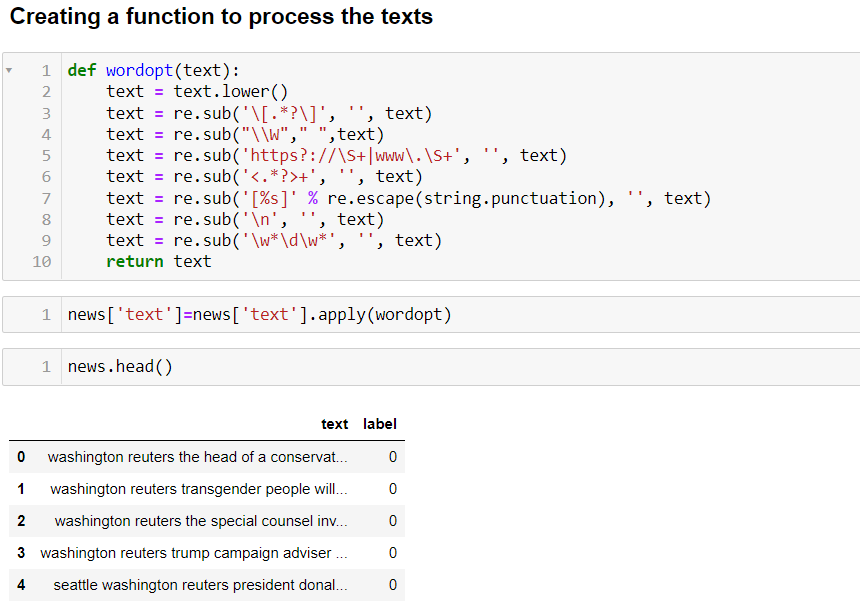 Creating a function to process the texts
1 def wordopt(text):
2 text = text.lower()
3 text = re.sub('\[.*?\]', '', text)
4 text = re.sub("\\W"," ",text)
5 text = re.sub('https?://\S+|www\.\S+', '', text)
6 text = re.sub('<.*?>+', '', text)
7 text = re.sub('[%s]' % re.escape(string.punctuation), '', text)
8 text = re.sub('\n', '', text)
9 text = re.sub('\w*\d\w*', '', text)
10 return text
1 news['text']=news['text'].apply(wordopt)
1 news.head()
text label
0 washington reuters the head of a conservat... 0
1 washington reuters transgender people will... 0
2 washington reuters the special counsel inv... 0
3 washington reuters trump campaign adviser ... 0
4 seattle washington reuters president donal... 0